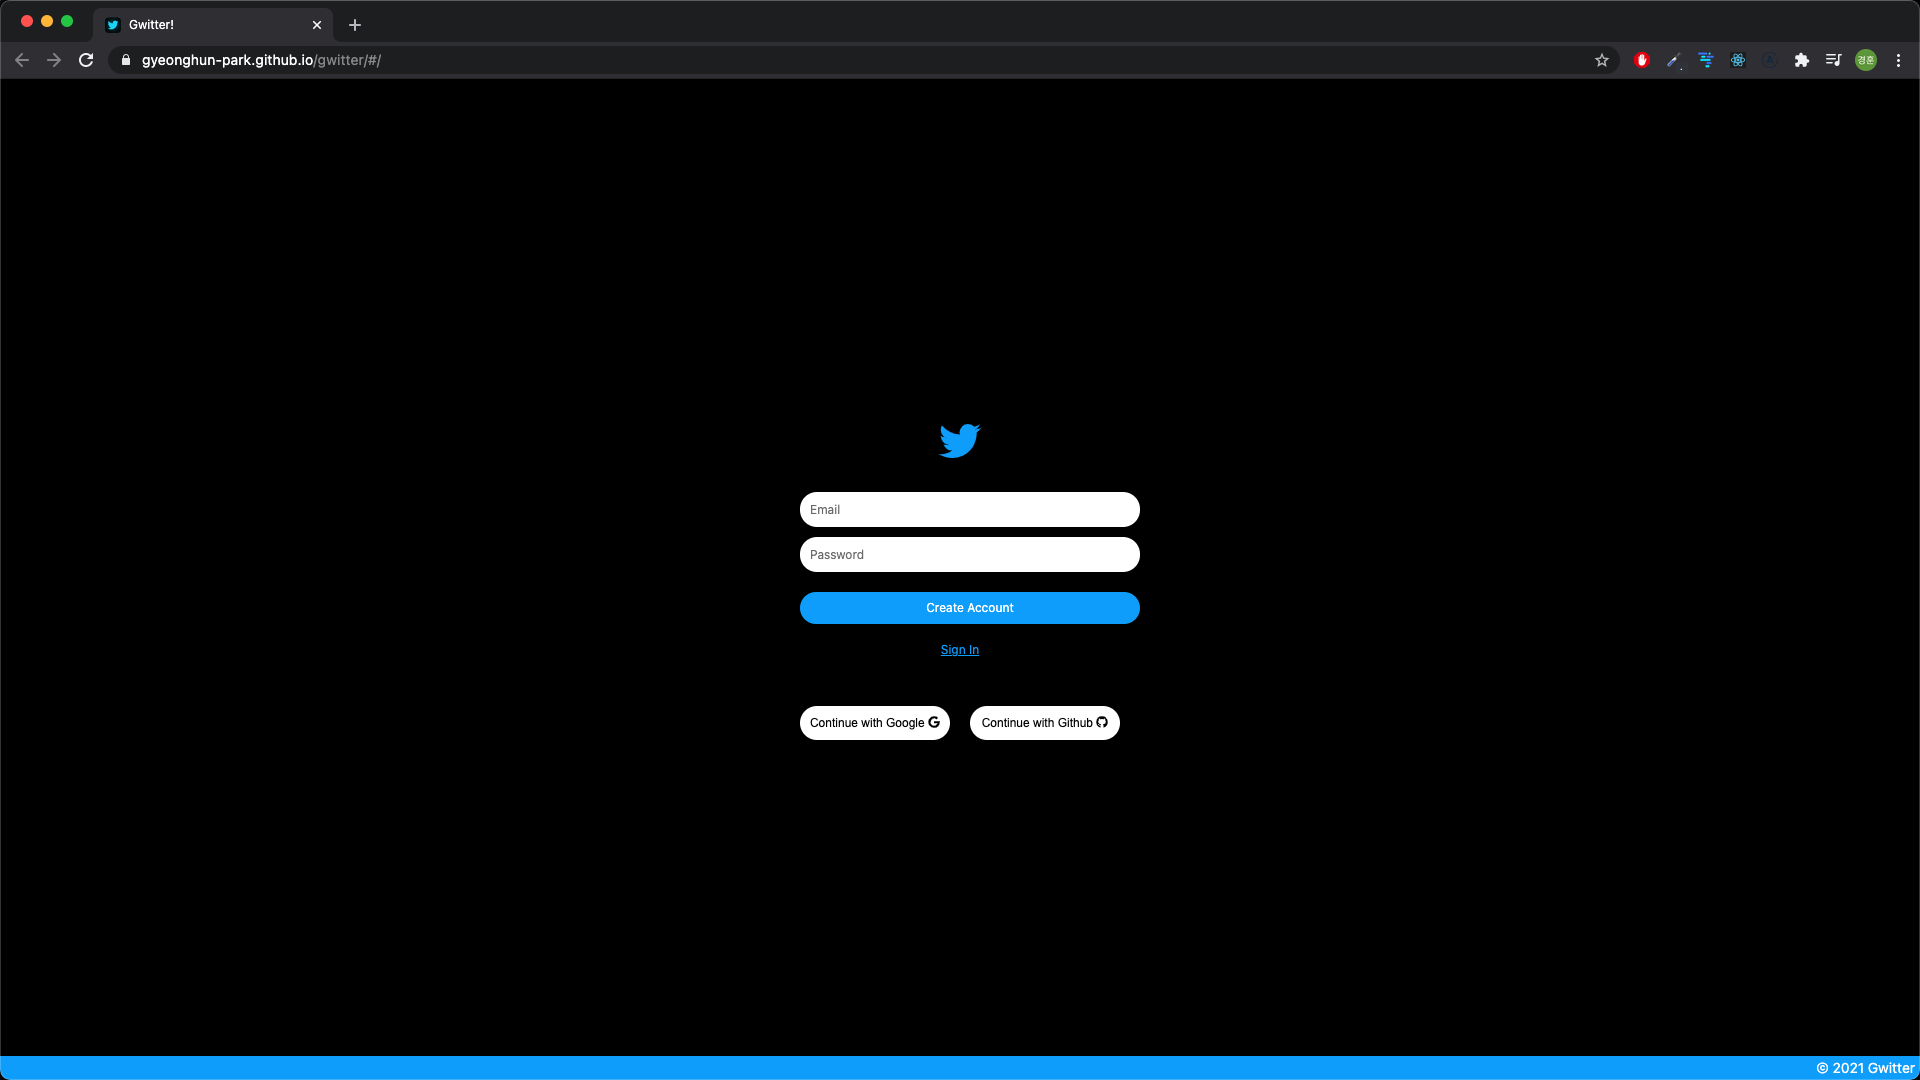 Gwitter!
gyeonghun-park.github.io/gwitter/#/
경훈
Email
Password
Create Account
Sign In
Continue with Google
Continue with Github
© 2021 Gwitter